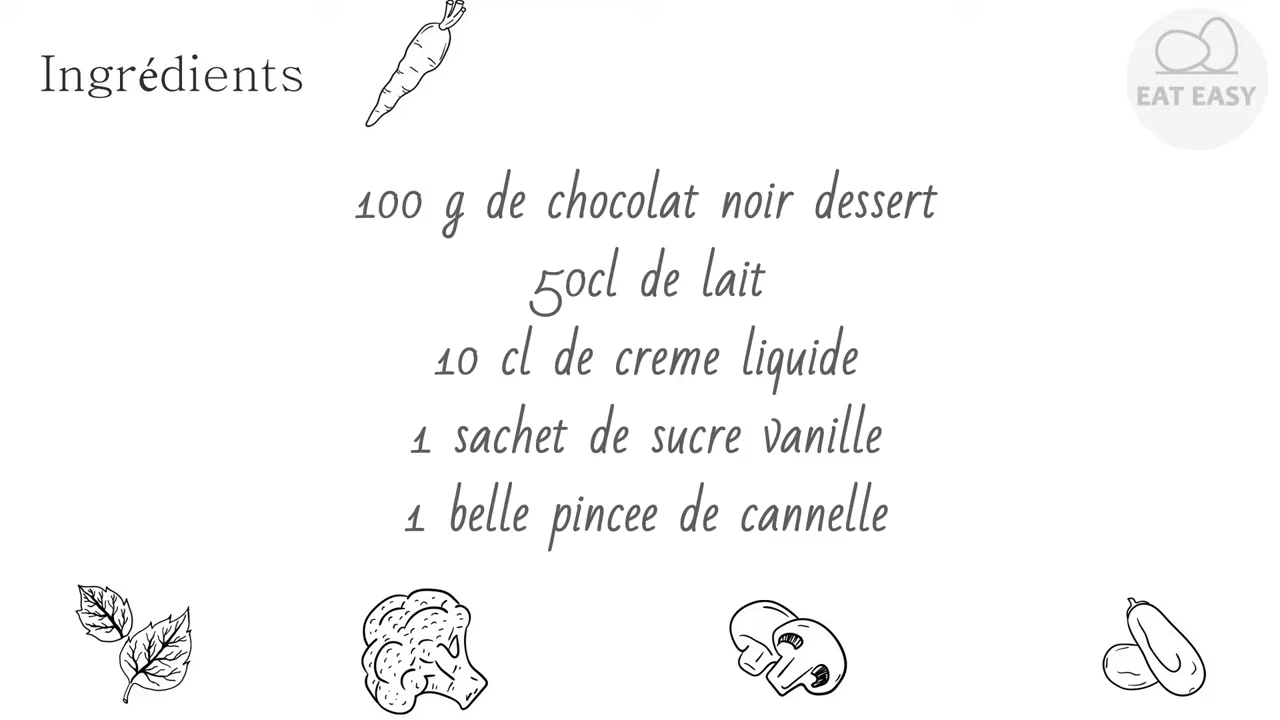 Ingrédients
EAT EASY
100 g de chocolat noir dessert
50cl de lait
10 cl de creme liquide
1 sachet de sucre vanille
1 belle pincee de cannelle